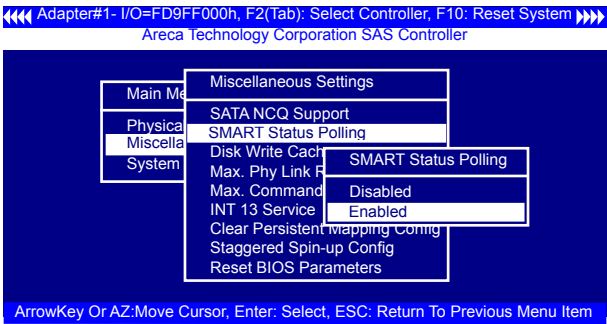 Adapter#1- I/O=FD9FF000h, F2(Tab): Select Controller, F10: Reset System
Areca Technology Corporation SAS Controller
Main Me
Physica
Miscella
System
Miscellaneous Settings
SATA NCQ Support
SMART Status Polling
Disk Write Cach
Max. Phy Link R
Max. Command
INT 13 Service
Clear Persistent Mapping Config
Staggered Spin-up Config
Reset BIOS Parameters
SMART Status Polling
Disabled
Enabled
ArrowKey Or AZ:Move Cursor, Enter: Select, ESC: Return To Previous Menu Item